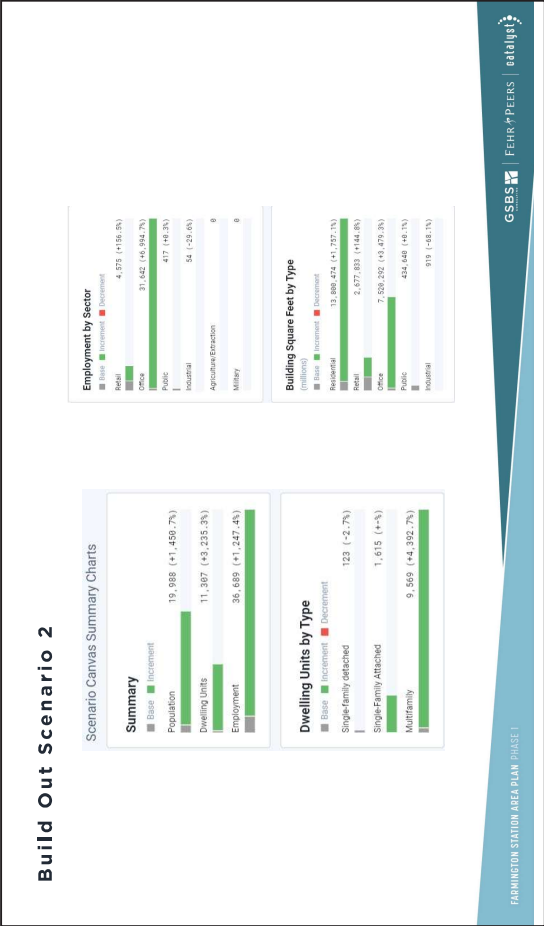 Build Out Scenario 2
Scenario Canvas Summary Charts
Summary
Base Increment
Population 19,988 (+1,450.7%)
Dwelling Units 11,307 (+3,235.3%)
Employment 36,689 (+1,247.4%)
Dwelling Units by Type
Base Increment Decrement
Single-family detached 123 (-2.7%)
Single-Family Attached 1,615 (+-%)
Multifamily 9,569 (+4,392.7%)
Employment by Sector
Base Increment Decrement
Retail 4,575 (+156.5%)
Office 31,642 (+6,994.7%)
Public 417 (+0.3%)
Industrial 54 (-29.6%)
Agriculture/Extraction 0
Military 0
Building Square Feet by Type
(millions)
Base Increment Decrement
Residential 13,800,474 (+1,757.1%)
Retail 2,677,833 (+144.8%)
Office 7,520,292 (+3,479.3%)
Public 434,640 (+0.1%)
Industrial 919 (-68.1%)
FARMINGTON STATION AREA PLAN PHASE I
GSBS FEHR & PEERS catalyst